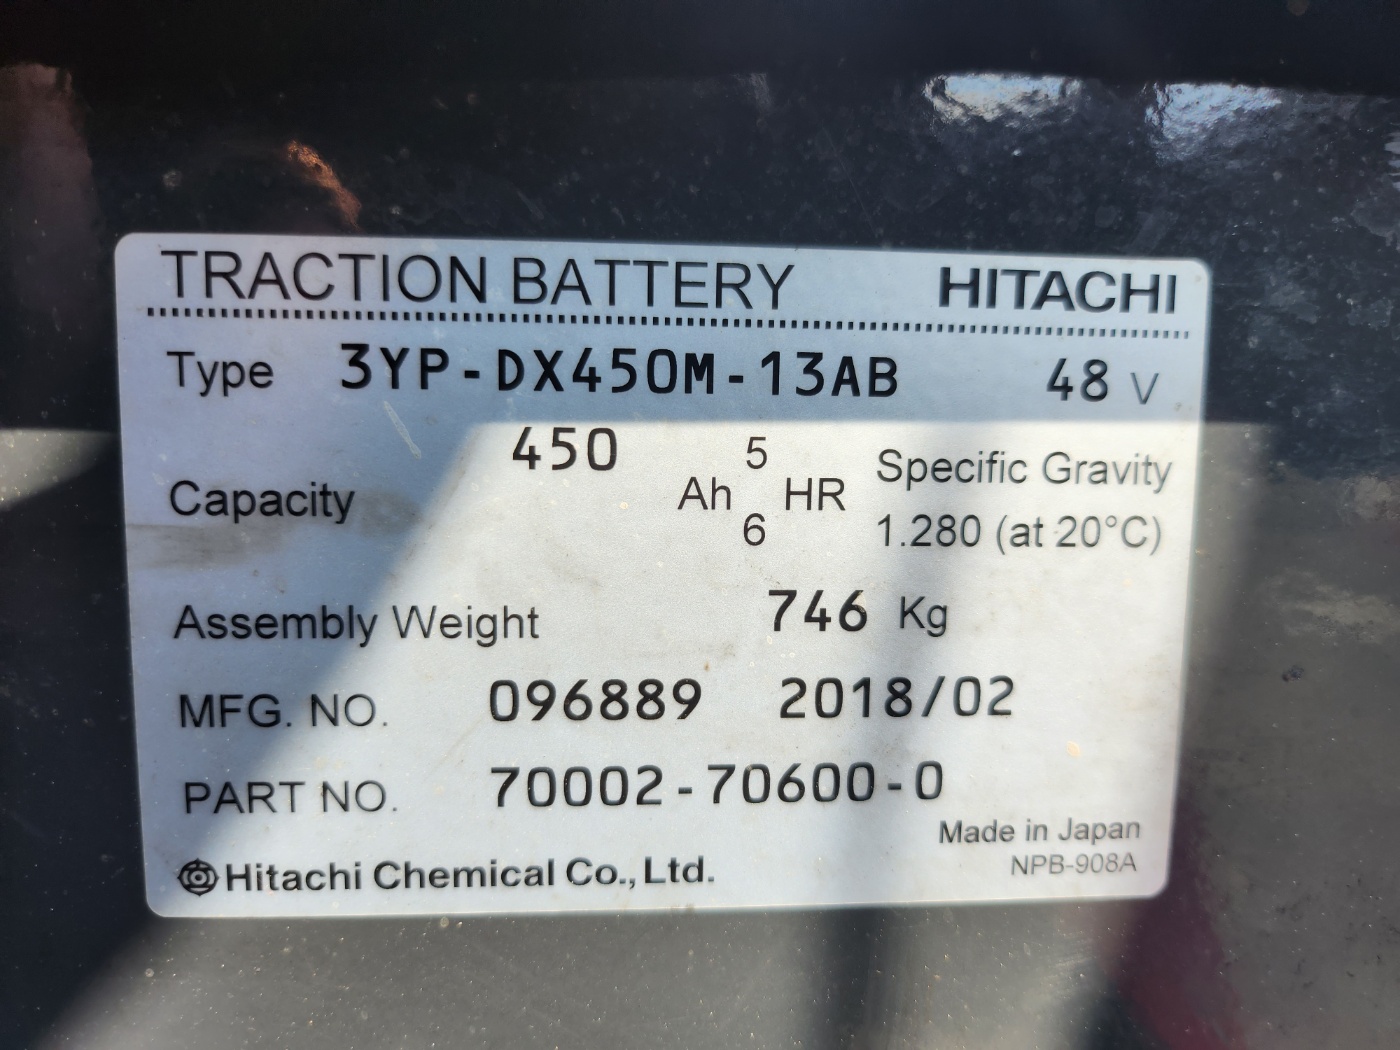 TRACTION BATTERY HITACHI
Type 3YP-DX450M-13AB 48 V
450 5
Capacity Ah HR Specific Gravity
6 1.280 (at 20°C)
Assembly Weight 746 Kg
MFG. NO. 096889 2018/02
PART NO. 70002-70600-0
Made in Japan
Hitachi Chemical Co., Ltd. NPB-908A